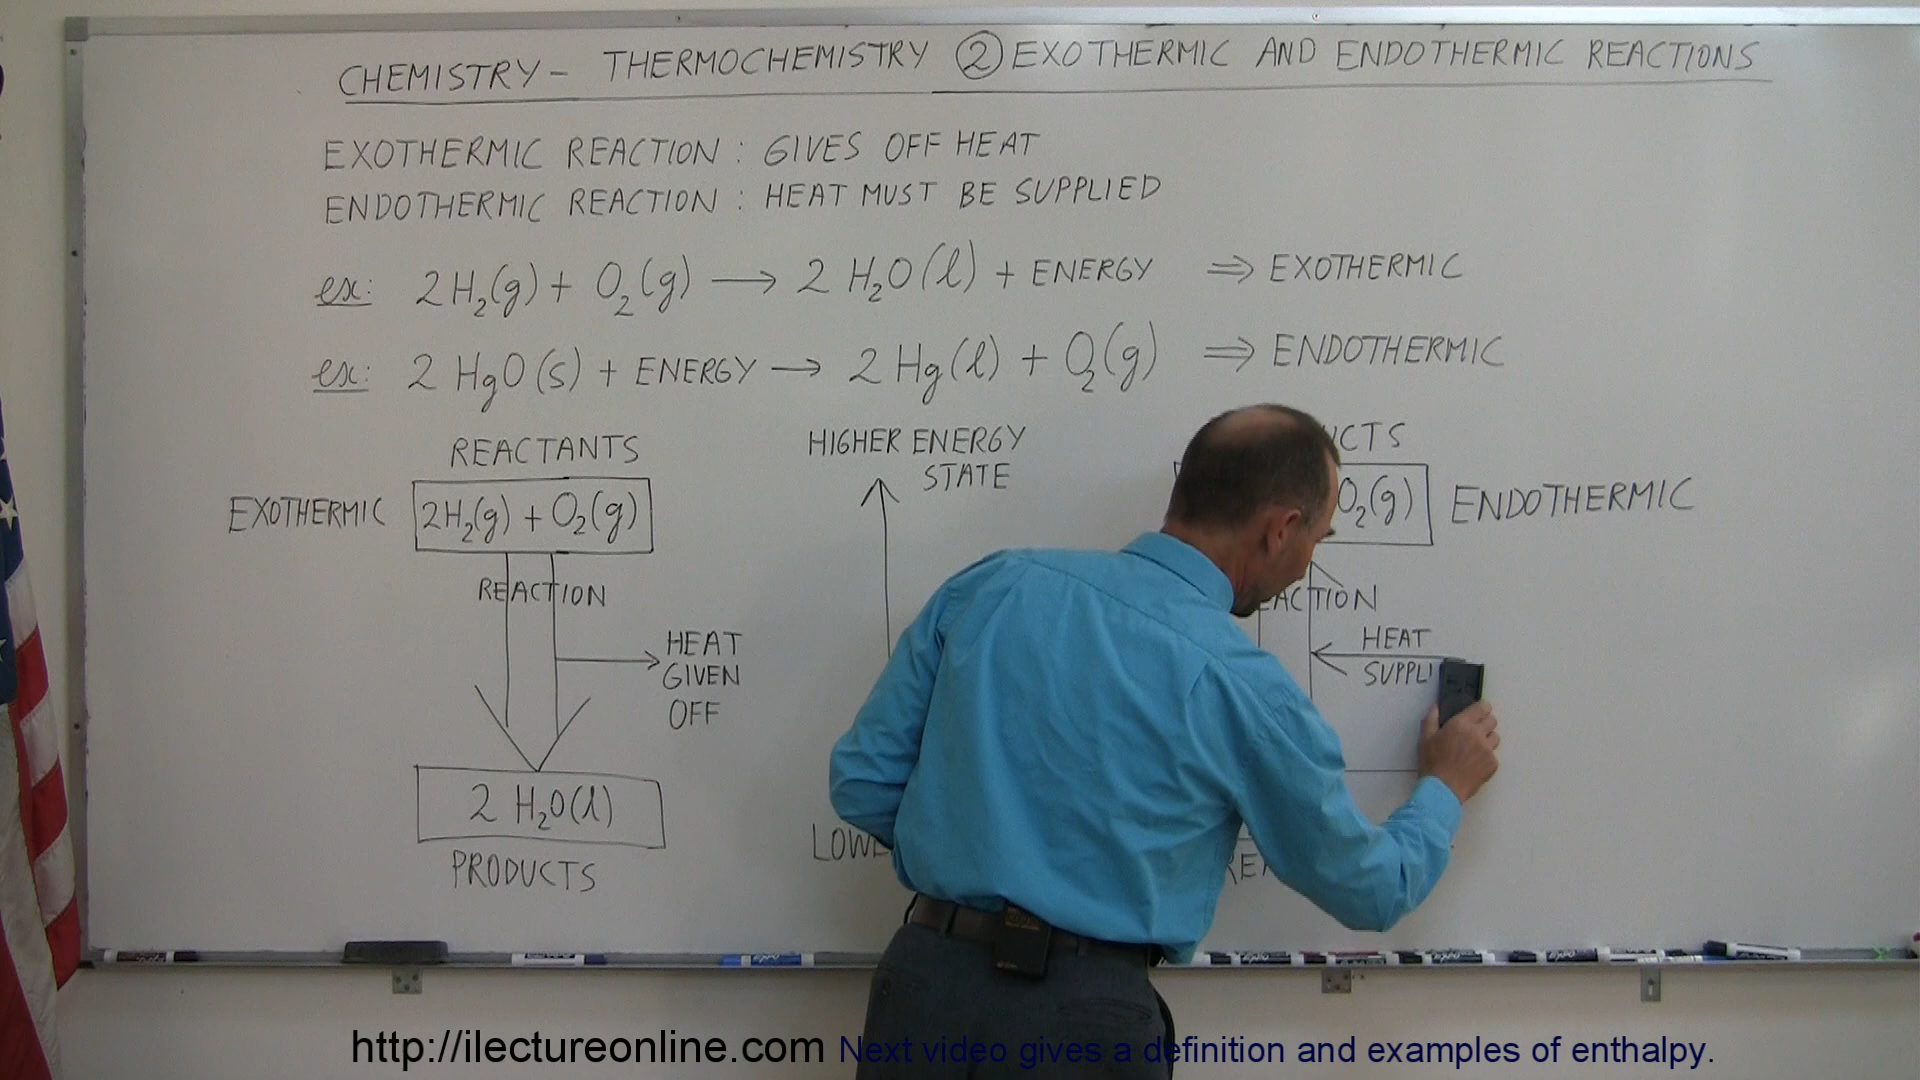 CHEMISTRY - THERMOCHEMISTRY ② EXOTHERMIC AND ENDOTHERMIC REACTIONS
EXOTHERMIC REACTION : GIVES OFF HEAT
ENDOTHERMIC REACTION : HEAT MUST BE SUPPLIED
ex: 2H₂(g) + O₂(g) → 2 H₂O(l) + ENERGY ⇒ EXOTHERMIC
ex: 2 HgO(s) + ENERGY → 2 Hg(l) + O₂(g) ⇒ ENDOTHERMIC
REACTANTS
EXOTHERMIC
2H₂(g) + O₂(g)
REACTION
HEAT
GIVEN
OFF
2 H₂O(l)
PRODUCTS
HIGHER ENERGY
STATE
O₂(g)
ENDOTHERMIC
HEAT
http://ilectureonline.com Next video gives a definition and examples of enthalpy.